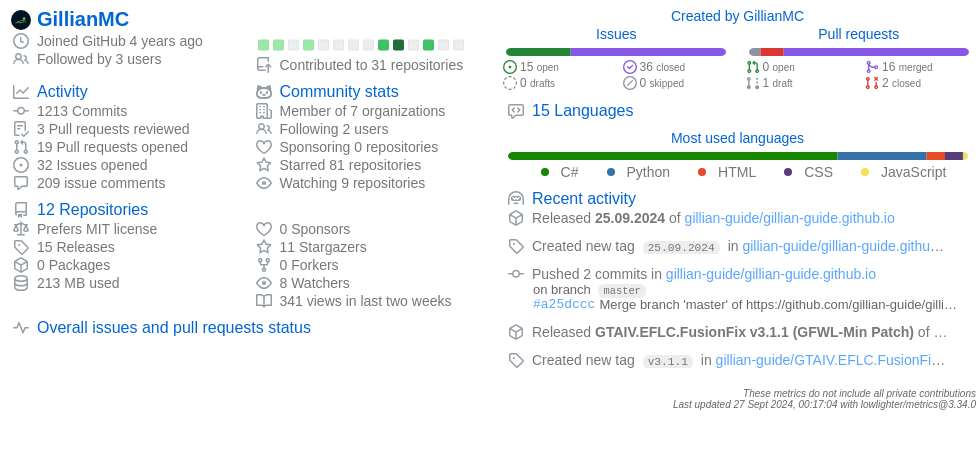 GillianMC
Joined GitHub 4 years ago
Followed by 3 users
Contributed to 31 repositories
Activity
1213 Commits
3 Pull requests reviewed
19 Pull requests opened
32 Issues opened
209 issue comments
Community stats
Member of 7 organizations
Following 2 users
Sponsoring 0 repositories
Starred 81 repositories
Watching 9 repositories
12 Repositories
Prefers MIT license
15 Releases
0 Packages
213 MB used
0 Sponsors
11 Stargazers
0 Forkers
8 Watchers
341 views in last two weeks
Overall issues and pull requests status
Created by GillianMC
Issues
15 open
36 closed
0 drafts
0 skipped
Pull requests
0 open
16 merged
1 draft
2 closed
15 Languages
Most used languages
C# Python HTML CSS JavaScript
Recent activity
Released 25.09.2024 of gillian-guide/gillian-guide.github.io
Created new tag 25.09.2024 in gillian-guide/gillian-guide.githu…
Pushed 2 commits in gillian-guide/gillian-guide.github.io
on branch master
#a25dccc Merge branch 'master' of https://github.com/gillian-guide/gilli…
Released GTAIV.EFLC.FusionFix v3.1.1 (GFWL-Min Patch) of …
Created new tag v3.1.1 in gillian-guide/GTAIV.EFLC.FusionFi…
These metrics do not include all private contributions
Last updated 27 Sept 2024, 00:17:04 with lowlighter/metrics@3.34.0